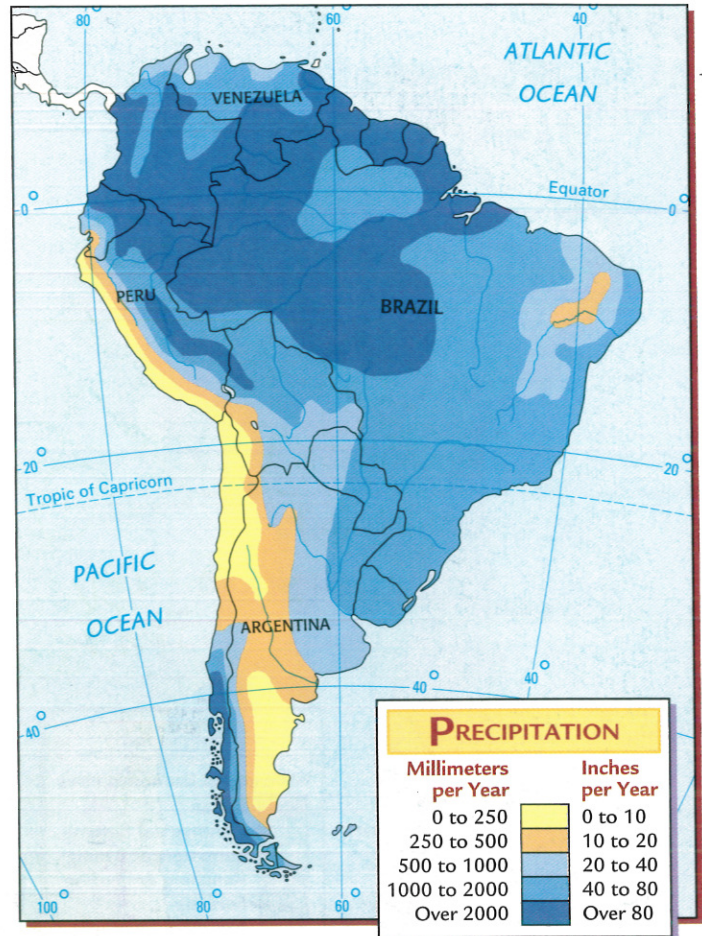 80°
60°
40°
ATLANTIC
OCEAN
VENEZUELA
Equator
0°
0°
PERU
BRAZIL
20°
20°
Tropic of Capricorn
PACIFIC
OCEAN
ARGENTINA
40°
40°
40°
100°
80°
60°
PRECIPITATION
Millimeters Inches
per Year per Year
0 to 250 0 to 10
250 to 500 10 to 20
500 to 1000 20 to 40
1000 to 2000 40 to 80
Over 2000 Over 80